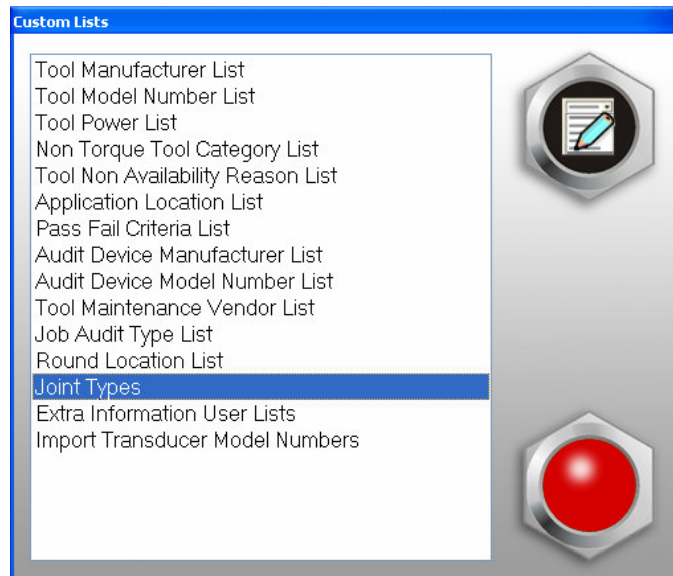 Custom Lists
Tool Manufacturer List
Tool Model Number List
Tool Power List
Non Torque Tool Category List
Tool Non Availability Reason List
Application Location List
Pass Fail Criteria List
Audit Device Manufacturer List
Audit Device Model Number List
Tool Maintenance Vendor List
Job Audit Type List
Round Location List
Joint Types
Extra Information User Lists
Import Transducer Model Numbers